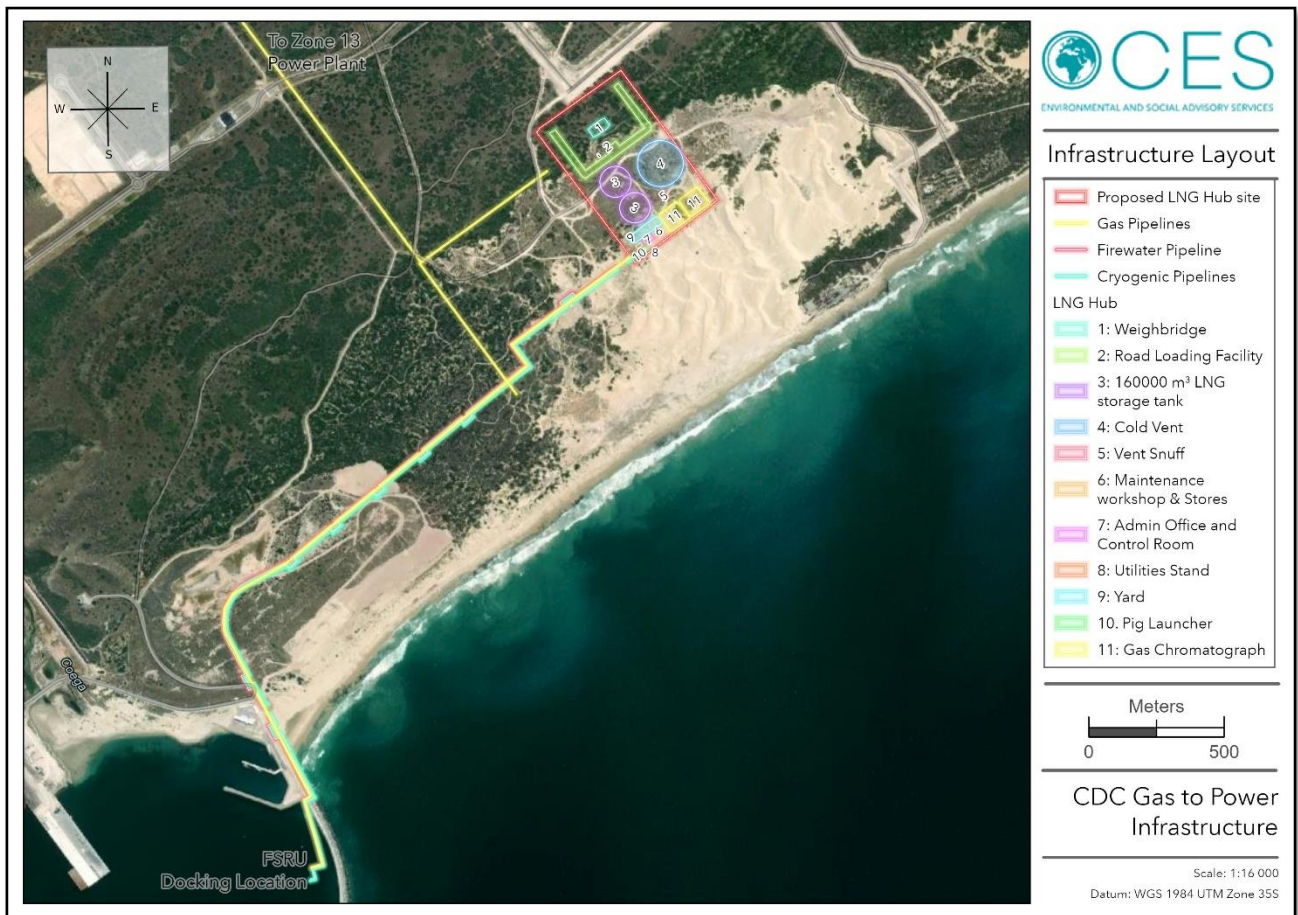 To Zone 13
Power Plant
N
W
E
S
1
2
4
3
3
5
11
11
9
7
6
10
8
Coega
FSRU
Docking Location
CES
ENVIRONMENTAL AND SOCIAL ADVISORY SERVICES
Infrastructure Layout
Proposed LNG Hub site
Gas Pipelines
Firewater Pipeline
Cryogenic Pipelines
LNG Hub
1: Weighbridge
2: Road Loading Facility
3: 160000 m³ LNG
storage tank
4: Cold Vent
5: Vent Snuff
6: Maintenance
workshop & Stores
7: Admin Office and
Control Room
8: Utilities Stand
9: Yard
10. Pig Launcher
11: Gas Chromatograph
Meters
0 500
CDC Gas to Power
Infrastructure
Scale: 1:16 000
Datum: WGS 1984 UTM Zone 35S